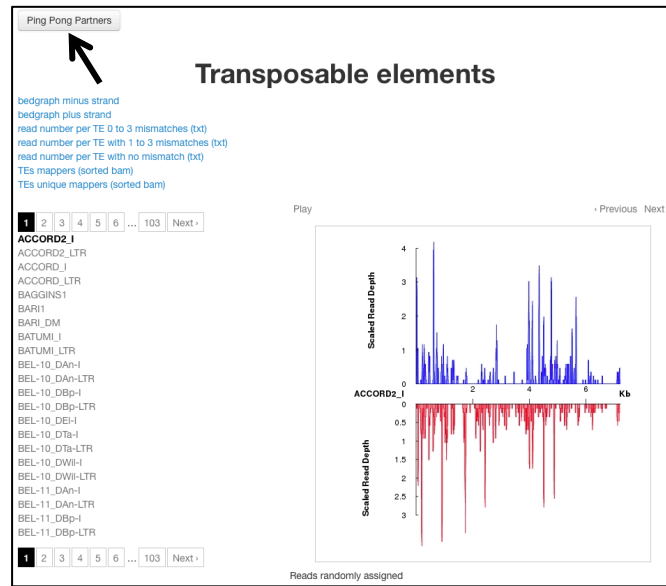 Ping Pong Partners
Transposable elements
bedgraph minus strand
bedgraph plus strand
read number per TE 0 to 3 mismatches (txt)
read number per TE with 1 to 3 mismatches (txt)
read number per TE with no mismatch (txt)
TEs mappers (sorted bam)
TEs unique mappers (sorted bam)
Play
‹ Previous Next
1 2 3 4 5 6 ... 103 Next ›
ACCORD2_I
ACCORD2_LTR
ACCORD_I
ACCORD_LTR
BAGGINS1
BARI1
BARI_DM
BATUMI_I
BATUMI_LTR
BEL-10_DAn-I
BEL-10_DAn-LTR
BEL-10_DBp-I
BEL-10_DBp-LTR
BEL-10_DEl-I
BEL-10_DTa-I
BEL-10_DTa-LTR
BEL-10_DWil-I
BEL-10_DWil-LTR
BEL-11_DAn-I
BEL-11_DAn-LTR
BEL-11_DBp-I
BEL-11_DBp-LTR
1 2 3 4 5 6 ... 103 Next ›
Scaled Read Depth
4
3
2
1
0
ACCORD2_I
2 4 6 Kb
Scaled Read Depth
0
0.5
1
1.5
2
2.5
3
Reads randomly assigned